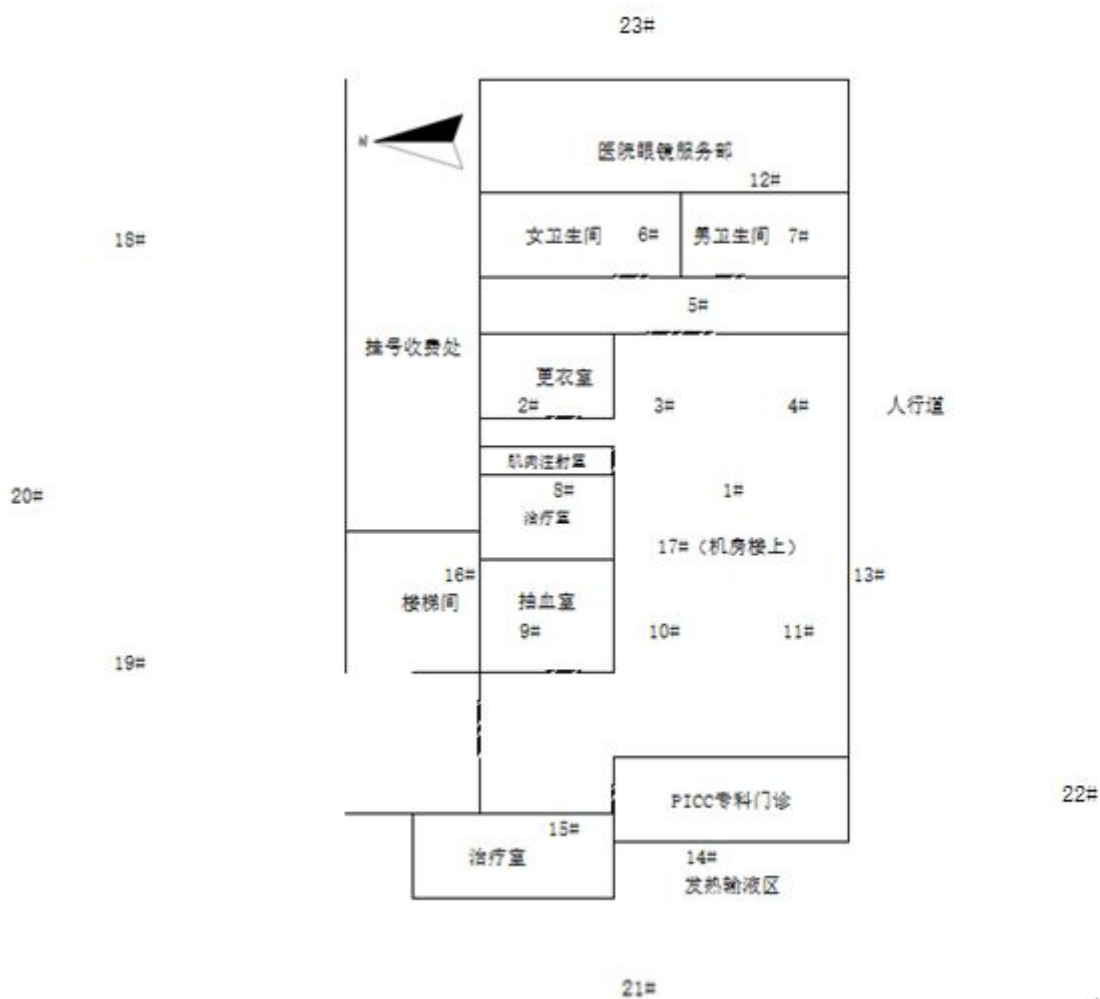 23#
N
医院眼镜服务部
12#
18#
女卫生间 6# 男卫生间 7#
5#
挂号收费处
更衣室
2# 3# 4# 人行道
肌肉注射室
20# 8# 1#
治疗室
17#（机房楼上）
16# 13#
楼梯间 抽血室
9# 10# 11#
19#
PICC专科门诊 22#
15#
治疗室 14#
发热输液区
21#